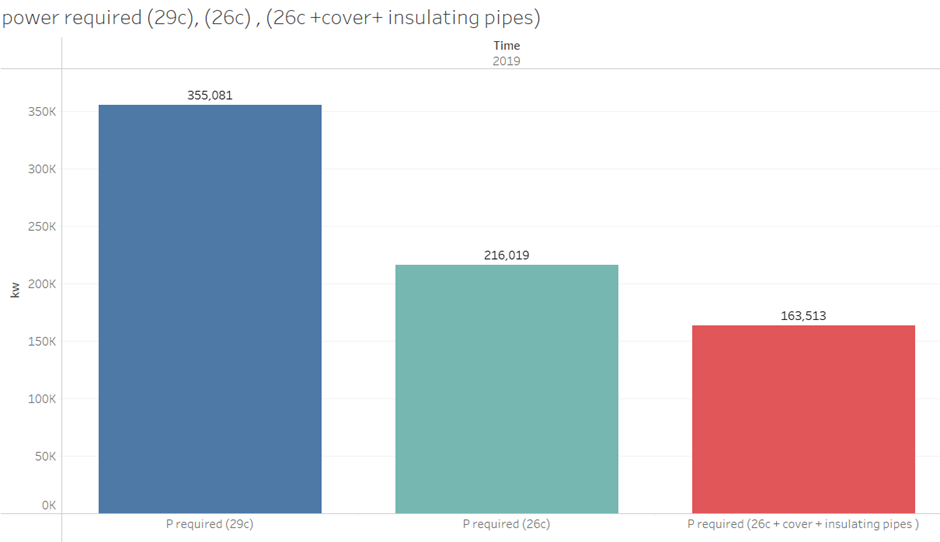 power required (29c), (26c) , (26c +cover+ insulating pipes)
Time
2019
355,081
350K
300K
250K
216,019
kw
200K
163,513
150K
100K
50K
0K
P required (29c)
P required (26c)
P required (26c + cover + insulating pipes )